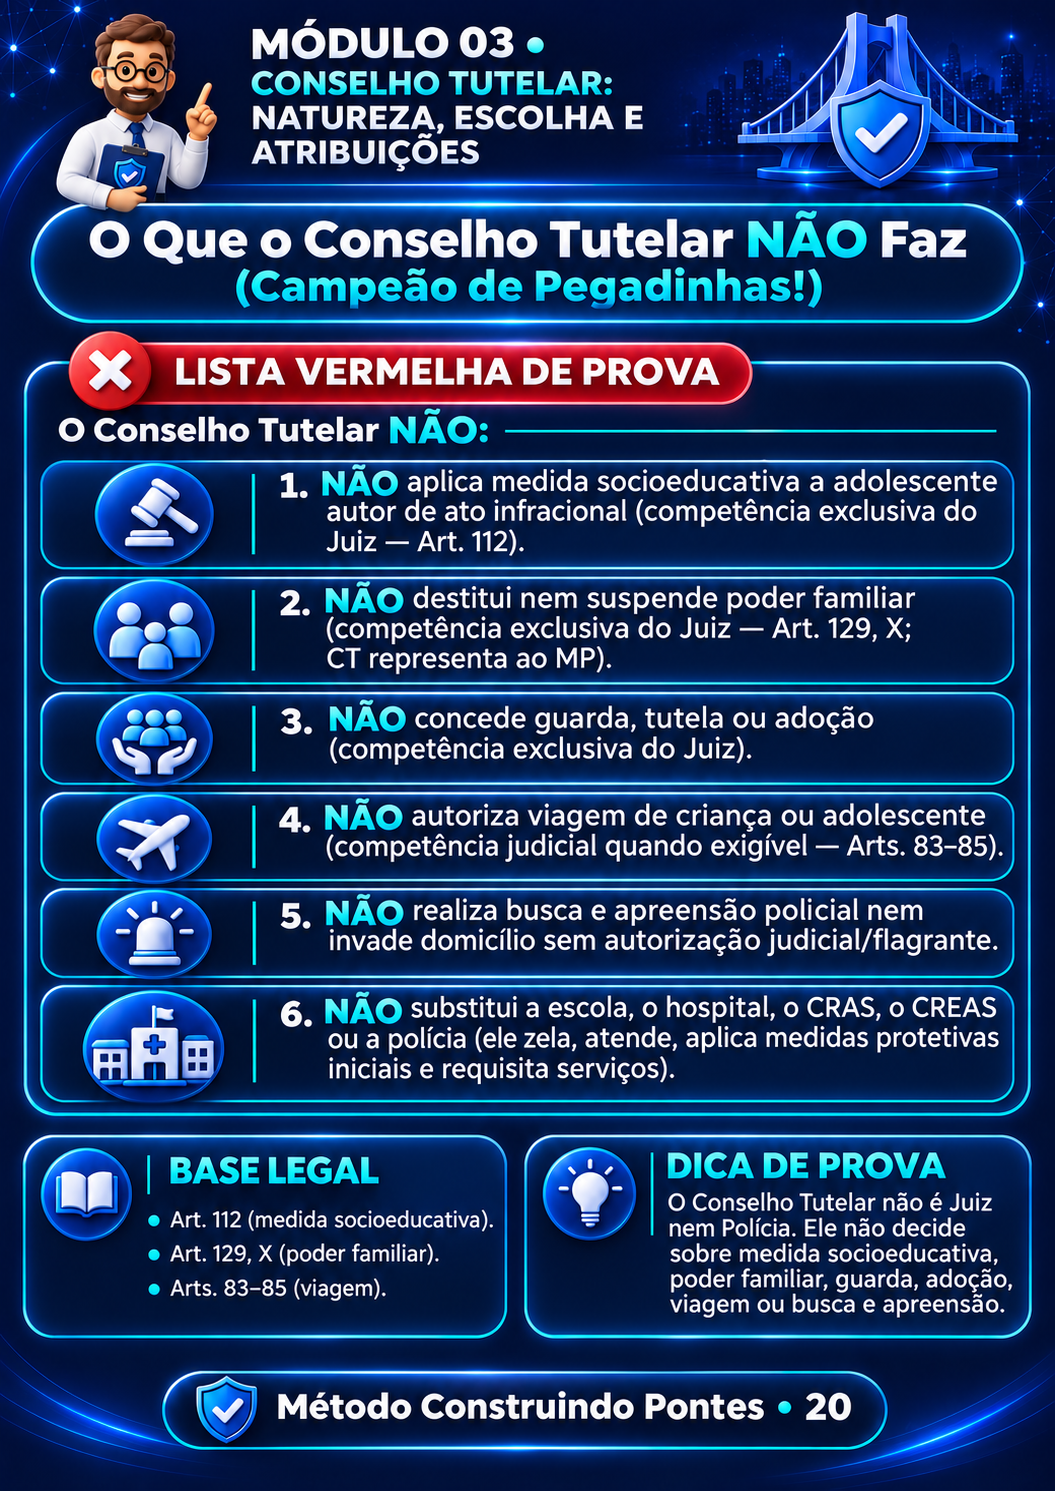 MÓDULO 03 •
CONSELHO TUTELAR:
NATUREZA, ESCOLHA E
ATRIBUIÇÕES
O Que o Conselho Tutelar NÃO Faz
(Campeão de Pegadinhas!)
LISTA VERMELHA DE PROVA
O Conselho Tutelar NÃO:
1. NÃO aplica medida socioeducativa a adolescente
autor de ato infracional (competência exclusiva do
Juiz — Art. 112).
2. NÃO destitui nem suspende poder familiar
(competência exclusiva do Juiz — Art. 129, X;
CT representa ao MP).
3. NÃO concede guarda, tutela ou adoção
(competência exclusiva do Juiz).
4. NÃO autoriza viagem de criança ou adolescente
(competência judicial quando exigível — Arts. 83–85).
5. NÃO realiza busca e apreensão policial nem
invade domicílio sem autorização judicial/flagrante.
6. NÃO substitui a escola, o hospital, o CRAS, o CREAS
ou a polícia (ele zela, atende, aplica medidas protetivas
iniciais e requisita serviços).
BASE LEGAL
• Art. 112 (medida socioeducativa).
• Art. 129, X (poder familiar).
• Arts. 83–85 (viagem).
DICA DE PROVA
O Conselho Tutelar não é Juiz
nem Polícia. Ele não decide
sobre medida socioeducativa,
poder familiar, guarda, adoção,
viagem ou busca e apreensão.
Método Construindo Pontes • 20